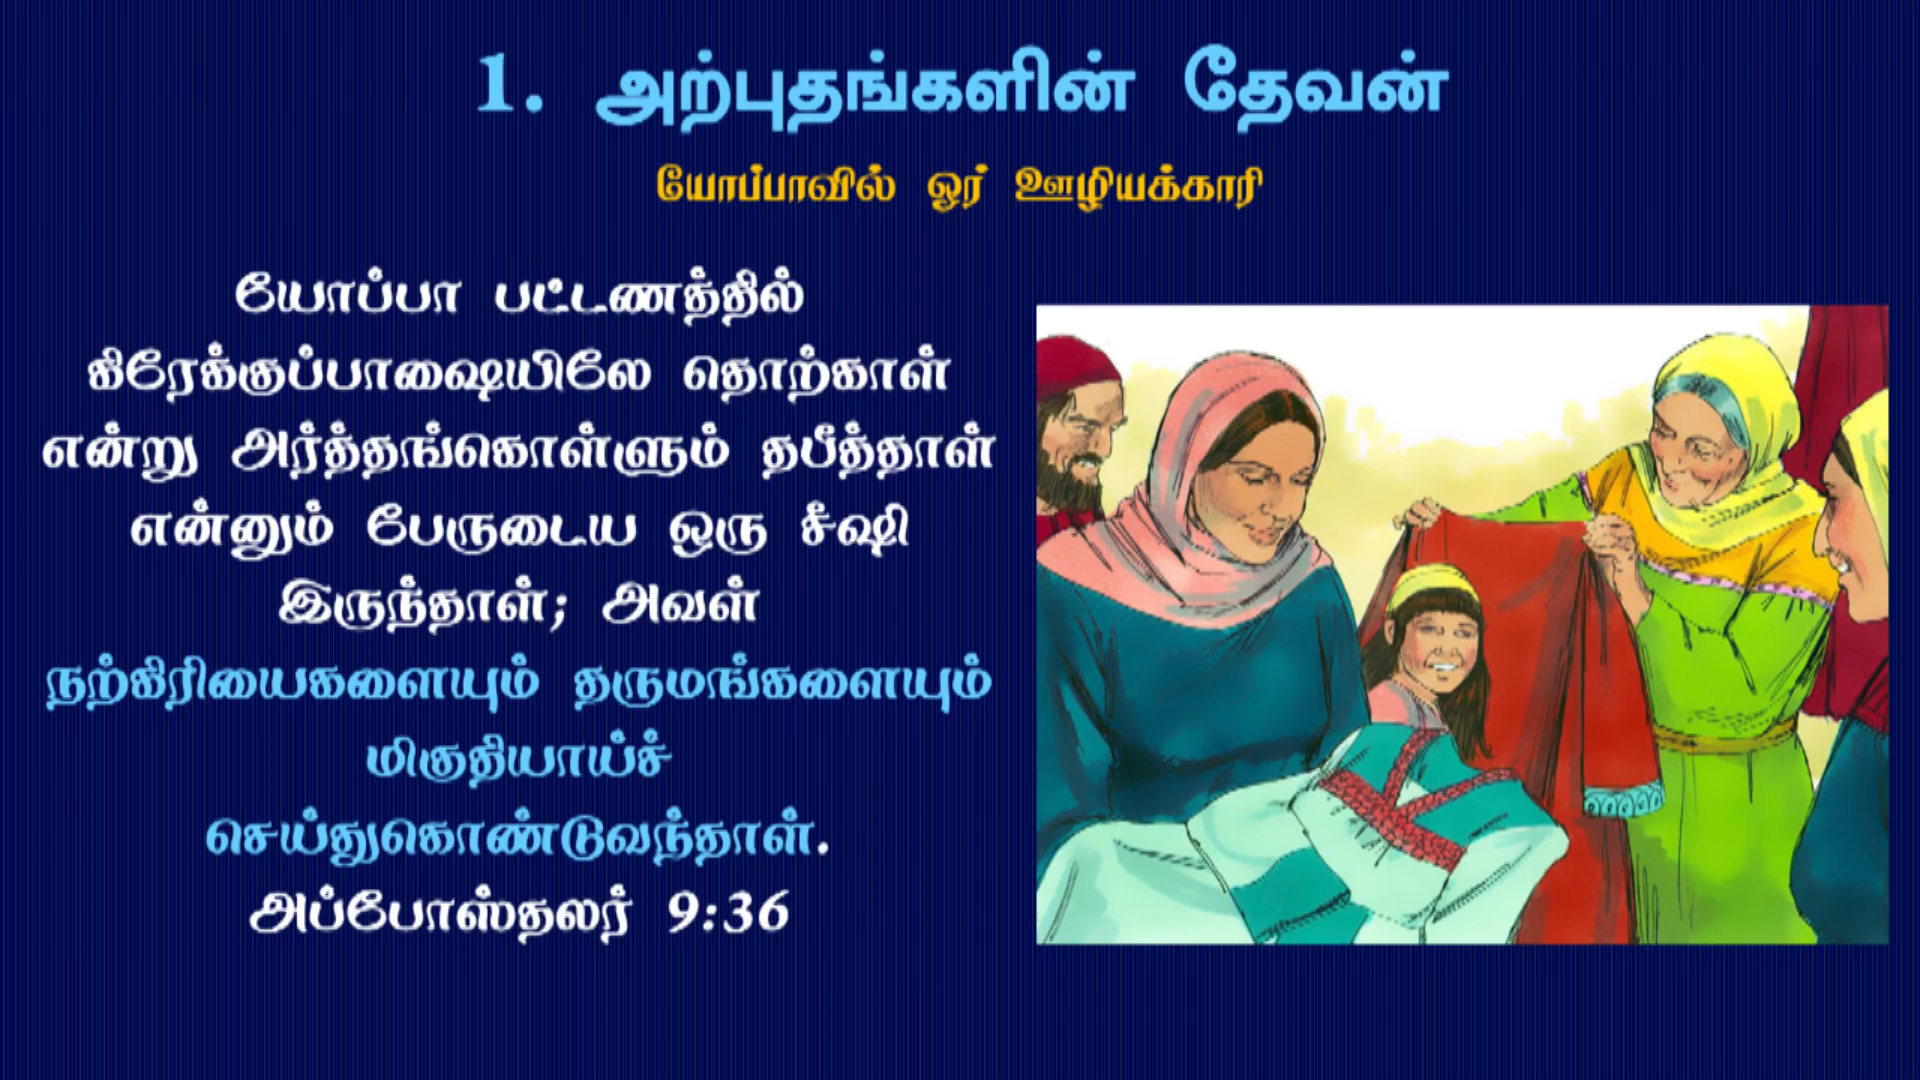 1. அற்புதங்களின் தேவன்
யோப்பாவில் ஓர் ஊழியக்காரி
யோப்பா பட்டணத்தில்
கிரேக்குப்பாஷையிலே தொற்காள்
என்று அர்த்தங்கொள்ளும் தபீத்தாள்
என்னும் பேருடைய ஒரு சீஷி
இருந்தாள்; அவள்
நற்கிரியைகளையும் தருமங்களையும்
மிகுதியாய்ச்
செய்துகொண்டுவந்தாள்.
அப்போஸ்தலர் 9:36